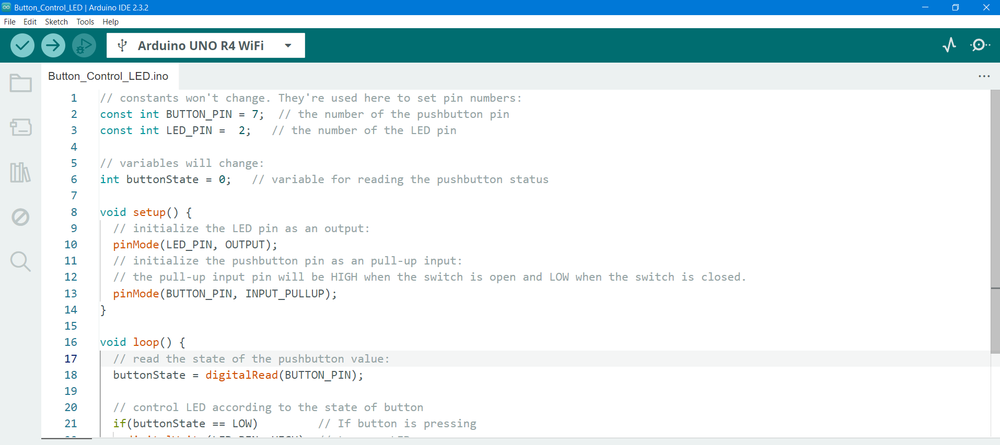 Button_Control_LED | Arduino IDE 2.3.2
File Edit Sketch Tools Help
Arduino UNO R4 WiFi
Button_Control_LED.ino
1 // constants won't change. They're used here to set pin numbers:
2 const int BUTTON_PIN = 7;  // the number of the pushbutton pin
3 const int LED_PIN =  2;   // the number of the LED pin
4
5 // variables will change:
6 int buttonState = 0;   // variable for reading the pushbutton status
7
8 void setup() {
9   // initialize the LED pin as an output:
10   pinMode(LED_PIN, OUTPUT);
11   // initialize the pushbutton pin as an pull-up input:
12   // the pull-up input pin will be HIGH when the switch is open and LOW when the switch is closed.
13   pinMode(BUTTON_PIN, INPUT_PULLUP);
14 }
15
16 void loop() {
17   // read the state of the pushbutton value:
18   buttonState = digitalRead(BUTTON_PIN);
19
20   // control LED according to the state of button
21   if(buttonState == LOW)         // If button is pressing